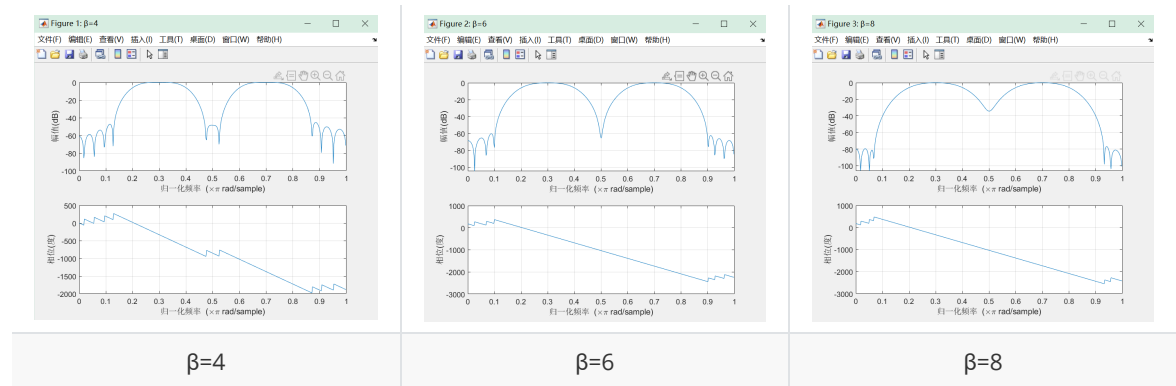 Figure 1: β=4
文件(F) 编辑(E) 查看(V) 插入(I) 工具(T) 桌面(D) 窗口(W) 帮助(H)
0
-20
-40
-60
-80
-100
幅值(dB)
0 0.1 0.2 0.3 0.4 0.5 0.6 0.7 0.8 0.9 1
归一化频率 (×π rad/sample)
500
0
-500
-1000
-1500
-2000
相位(度)
0 0.1 0.2 0.3 0.4 0.5 0.6 0.7 0.8 0.9 1
归一化频率 (×π rad/sample)
β=4
Figure 2: β=6
文件(F) 编辑(E) 查看(V) 插入(I) 工具(T) 桌面(D) 窗口(W) 帮助(H)
0
-20
-40
-60
-80
-100
幅值(dB)
0 0.1 0.2 0.3 0.4 0.5 0.6 0.7 0.8 0.9 1
归一化频率 (×π rad/sample)
1000
0
-1000
-2000
-3000
相位(度)
0 0.1 0.2 0.3 0.4 0.5 0.6 0.7 0.8 0.9 1
归一化频率 (×π rad/sample)
β=6
Figure 3: β=8
文件(F) 编辑(E) 查看(V) 插入(I) 工具(T) 桌面(D) 窗口(W) 帮助(H)
0
-20
-40
-60
-80
-100
幅值(dB)
0 0.1 0.2 0.3 0.4 0.5 0.6 0.7 0.8 0.9 1
归一化频率 (×π rad/sample)
1000
0
-1000
-2000
-3000
相位(度)
0 0.1 0.2 0.3 0.4 0.5 0.6 0.7 0.8 0.9 1
归一化频率 (×π rad/sample)
β=8